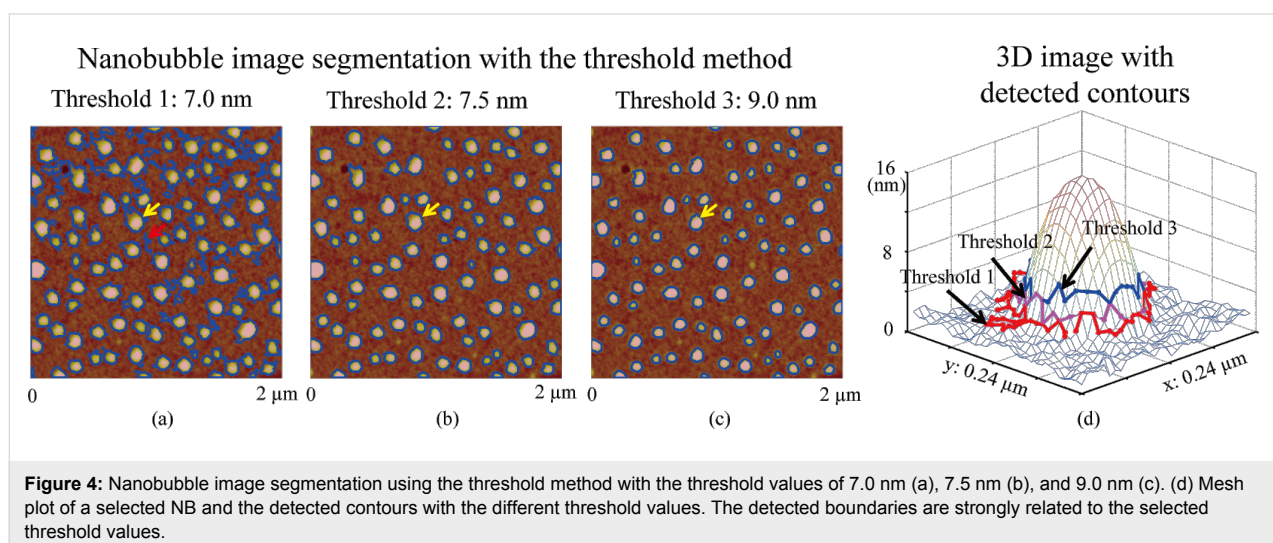 Nanobubble image segmentation with the threshold method
Threshold 1: 7.0 nm
Threshold 2: 7.5 nm
Threshold 3: 9.0 nm
0
2 µm
(a)
0
2 µm
(b)
0
2 µm
(c)
3D image with
detected contours
16
(nm)
8
0
Threshold 1
Threshold 2
Threshold 3
y: 0.24 µm
x: 0.24 µm
(d)
Figure 4: Nanobubble image segmentation using the threshold method with the threshold values of 7.0 nm (a), 7.5 nm (b), and 9.0 nm (c). (d) Mesh
plot of a selected NB and the detected contours with the different threshold values. The detected boundaries are strongly related to the selected
threshold values.